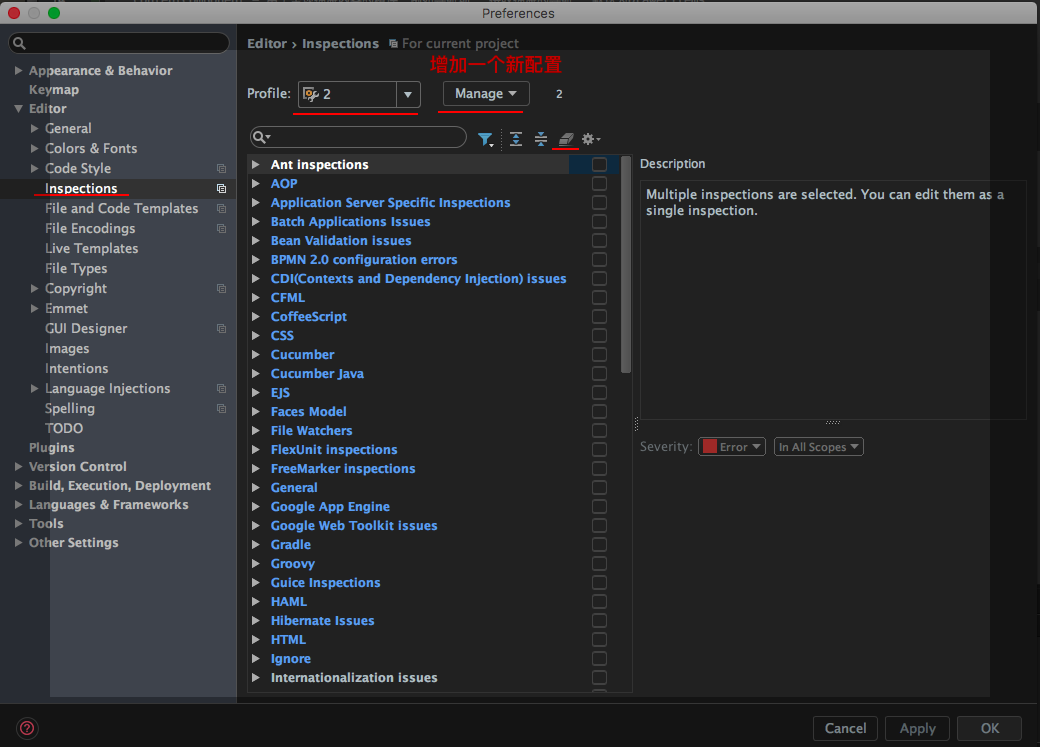 Preferences
Editor › Inspections For current project
增加一个新配置
Profile: 2 Manage 2
Appearance & Behavior
Keymap
Editor
General
Colors & Fonts
Code Style
Inspections
File and Code Templates
File Encodings
Live Templates
File Types
Copyright
Emmet
GUI Designer
Images
Intentions
Language Injections
Spelling
TODO
Plugins
Version Control
Build, Execution, Deployment
Languages & Frameworks
Tools
Other Settings
Ant inspections
AOP
Application Server Specific Inspections
Batch Applications Issues
Bean Validation issues
BPMN 2.0 configuration errors
CDI(Contexts and Dependency Injection) issues
CFML
CoffeeScript
CSS
Cucumber
Cucumber Java
EJS
Faces Model
File Watchers
FlexUnit inspections
FreeMarker inspections
General
Google App Engine
Google Web Toolkit issues
Gradle
Groovy
Guice Inspections
HAML
Hibernate Issues
HTML
Ignore
Internationalization issues
Description
Multiple inspections are selected. You can edit them as a
single inspection.
Severity: Error In All Scopes
Cancel Apply OK